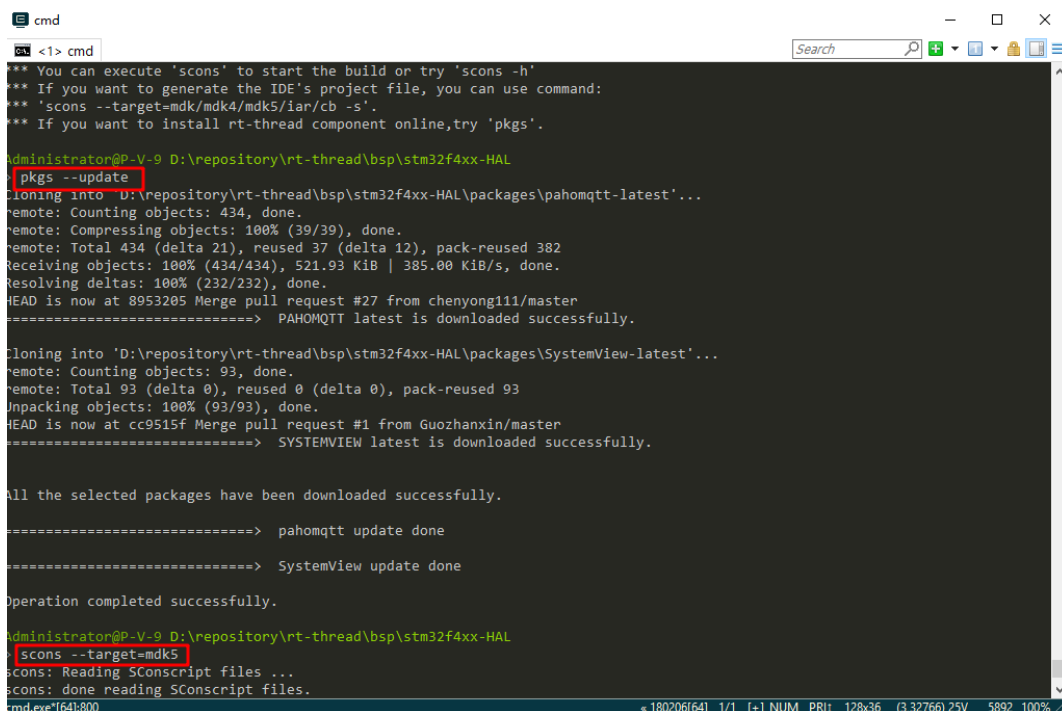 cmd
<1> cmd
Search
*** You can execute 'scons' to start the build or try 'scons -h'
*** If you want to generate the IDE's project file, you can use command:
*** 'scons --target=mdk/mdk4/mdk5/iar/cb -s'.
*** If you want to install rt-thread component online,try 'pkgs'.
Administrator@P-V-9 D:\repository\rt-thread\bsp\stm32f4xx-HAL
> pkgs --update
Cloning into 'D:\repository\rt-thread\bsp\stm32f4xx-HAL\packages\pahomqtt-latest'...
remote: Counting objects: 434, done.
remote: Compressing objects: 100% (39/39), done.
remote: Total 434 (delta 21), reused 37 (delta 12), pack-reused 382
Receiving objects: 100% (434/434), 521.93 KiB | 385.00 KiB/s, done.
Resolving deltas: 100% (232/232), done.
HEAD is now at 8953205 Merge pull request #27 from chenyong111/master
==============================> PAHOMQTT latest is downloaded successfully.
Cloning into 'D:\repository\rt-thread\bsp\stm32f4xx-HAL\packages\SystemView-latest'...
remote: Counting objects: 93, done.
remote: Total 93 (delta 0), reused 0 (delta 0), pack-reused 93
Unpacking objects: 100% (93/93), done.
HEAD is now at cc9515f Merge pull request #1 from Guozhanxin/master
==============================> SYSTEMVIEW latest is downloaded successfully.
All the selected packages have been downloaded successfully.
==============================> pahomqtt update done
==============================> SystemView update done
Operation completed successfully.
Administrator@P-V-9 D:\repository\rt-thread\bsp\stm32f4xx-HAL
> scons --target=mdk5
scons: Reading SConscript files ...
scons: done reading SConscript files.
cmd.exe*[64]:800 « 180206[64] 1/1 [+] NUM PRI↕ 128x36 (3,32766) 25V 5892 100%